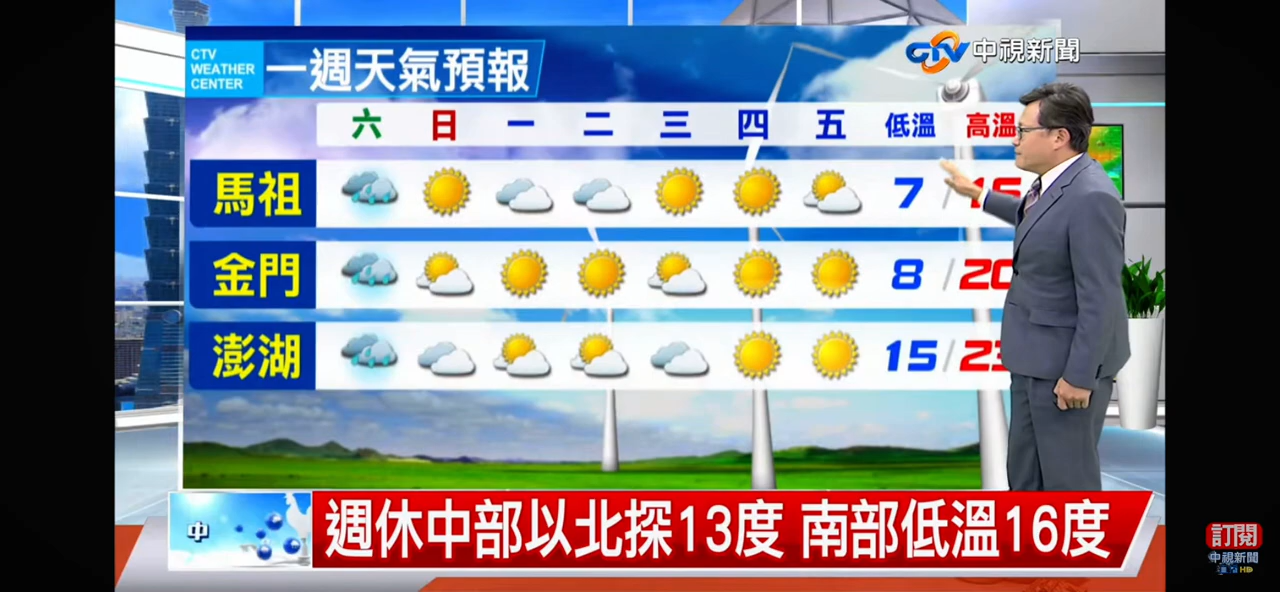 CTV
WEATHER
CENTER
一週天氣預報
CTV 中視新聞
六 日 一 二 三 四 五 低溫 高溫
馬祖 7 /
金門 8 / 20
澎湖 15 / 23
中
週休中部以北探13度 南部低溫16度
訂閱
中視新聞
HD